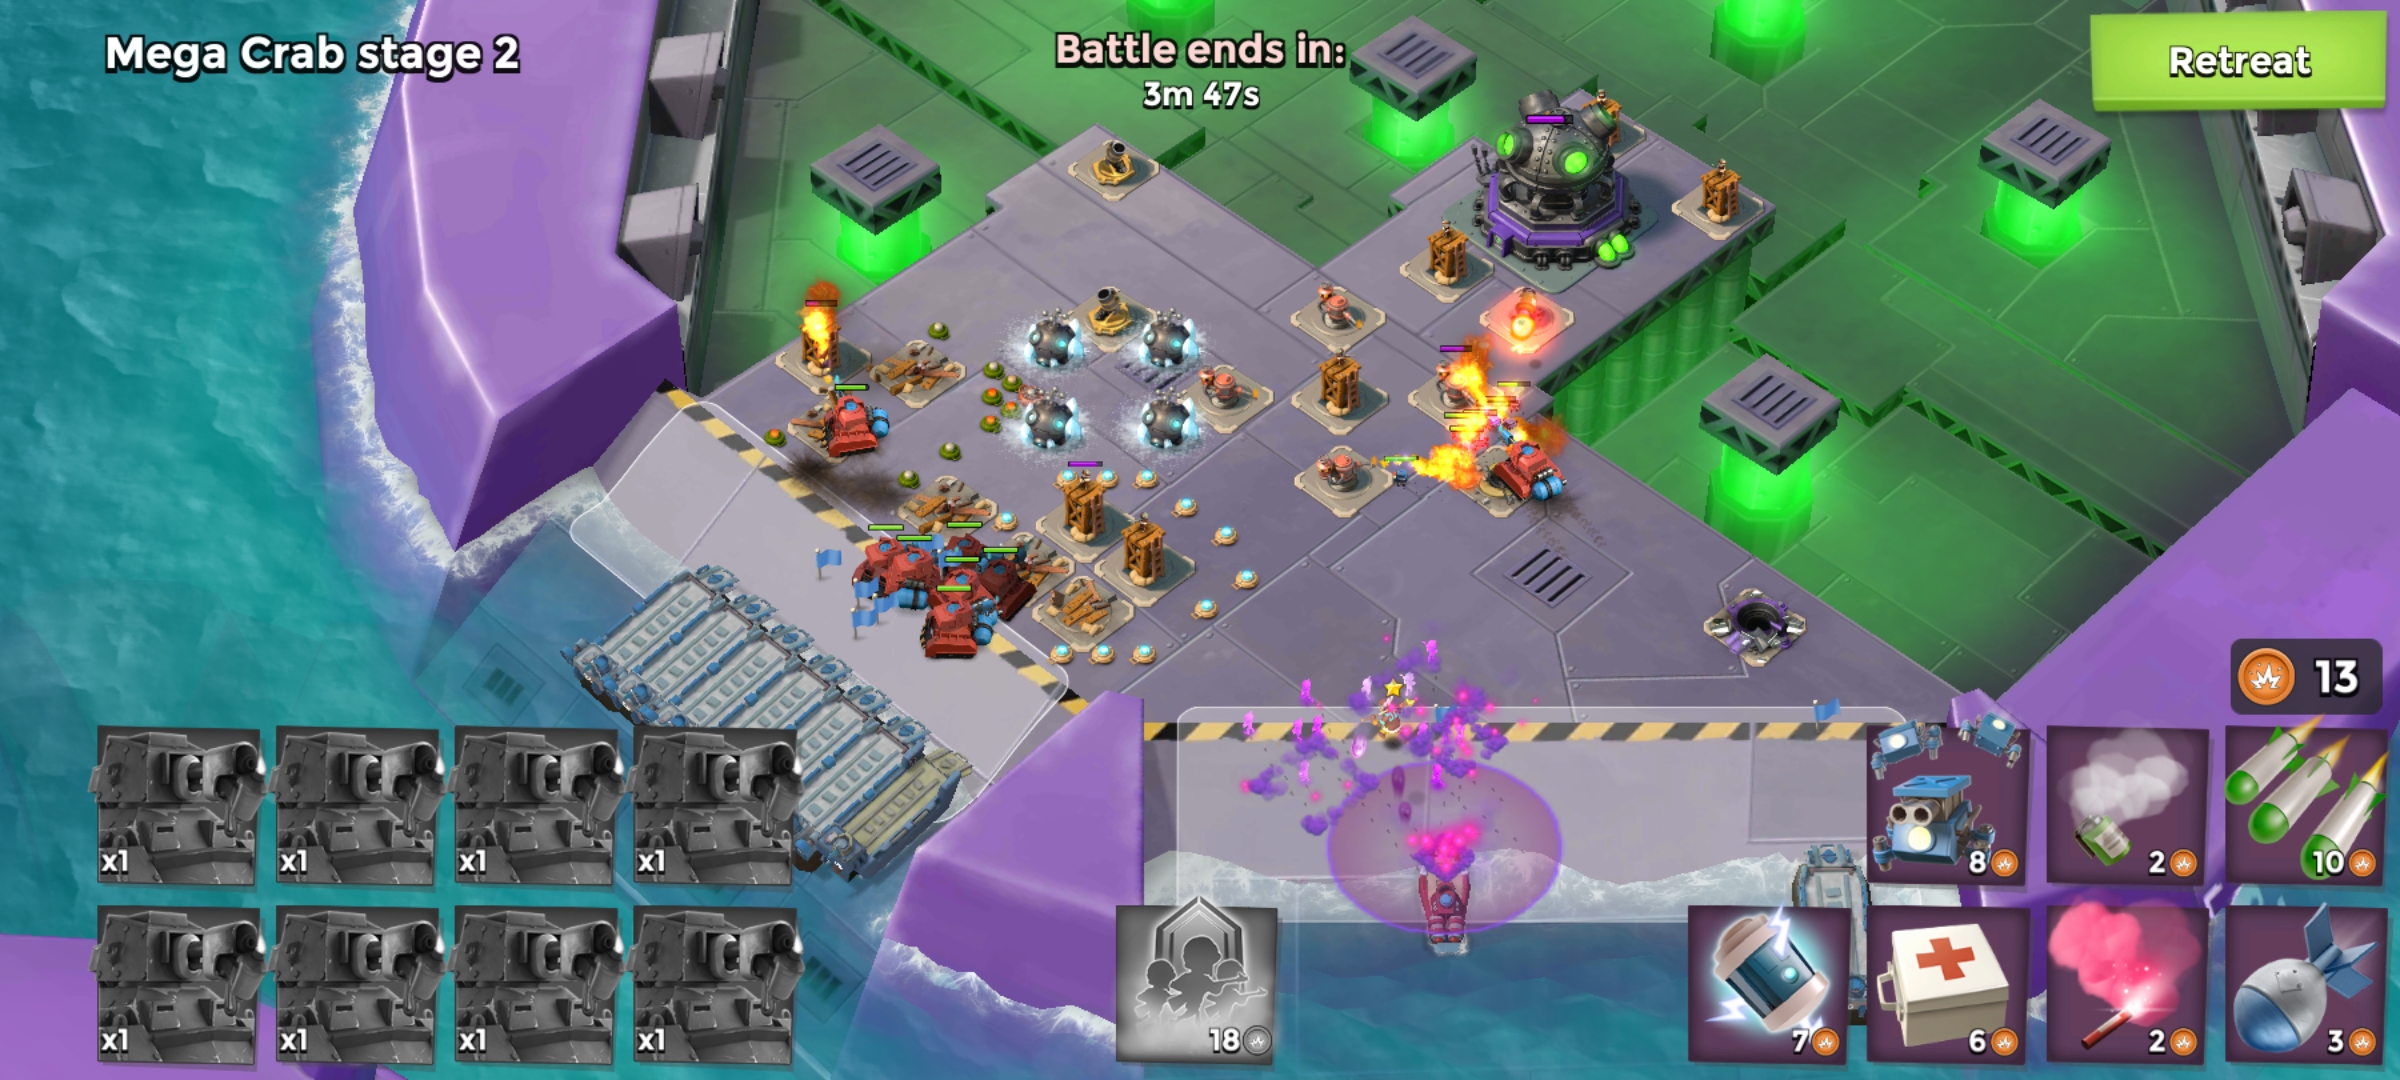 Mega Crab stage 2
Battle ends in:
3m 47s
Retreat
13
x1
x1
x1
x1
8
2
10
x1
x1
x1
x1
18
7
6
2
3